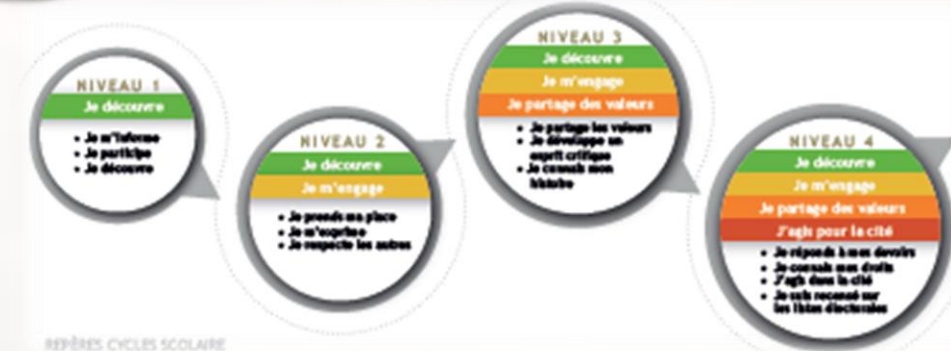 NIVEAU 1
Je découvre
• Je m'informe
• Je participe
• Je découvre
NIVEAU 2
Je découvre
Je m'engage
• Je prends ma place
• Je m'exprime
• Je respecte les autres
NIVEAU 3
Je découvre
Je m'engage
Je partage des valeurs
• Je partage les valeurs
• Je développe un
esprit critique
• Je connais mon
histoire
NIVEAU 4
Je découvre
Je m'engage
Je partage des valeurs
J'agis pour la cité
• Je réponds à mes devoirs
• Je connais mes droits
• J'agis dans la cité
• Je suis recensé sur
les listes électorales
REPÈRES CYCLES SCOLAIRE